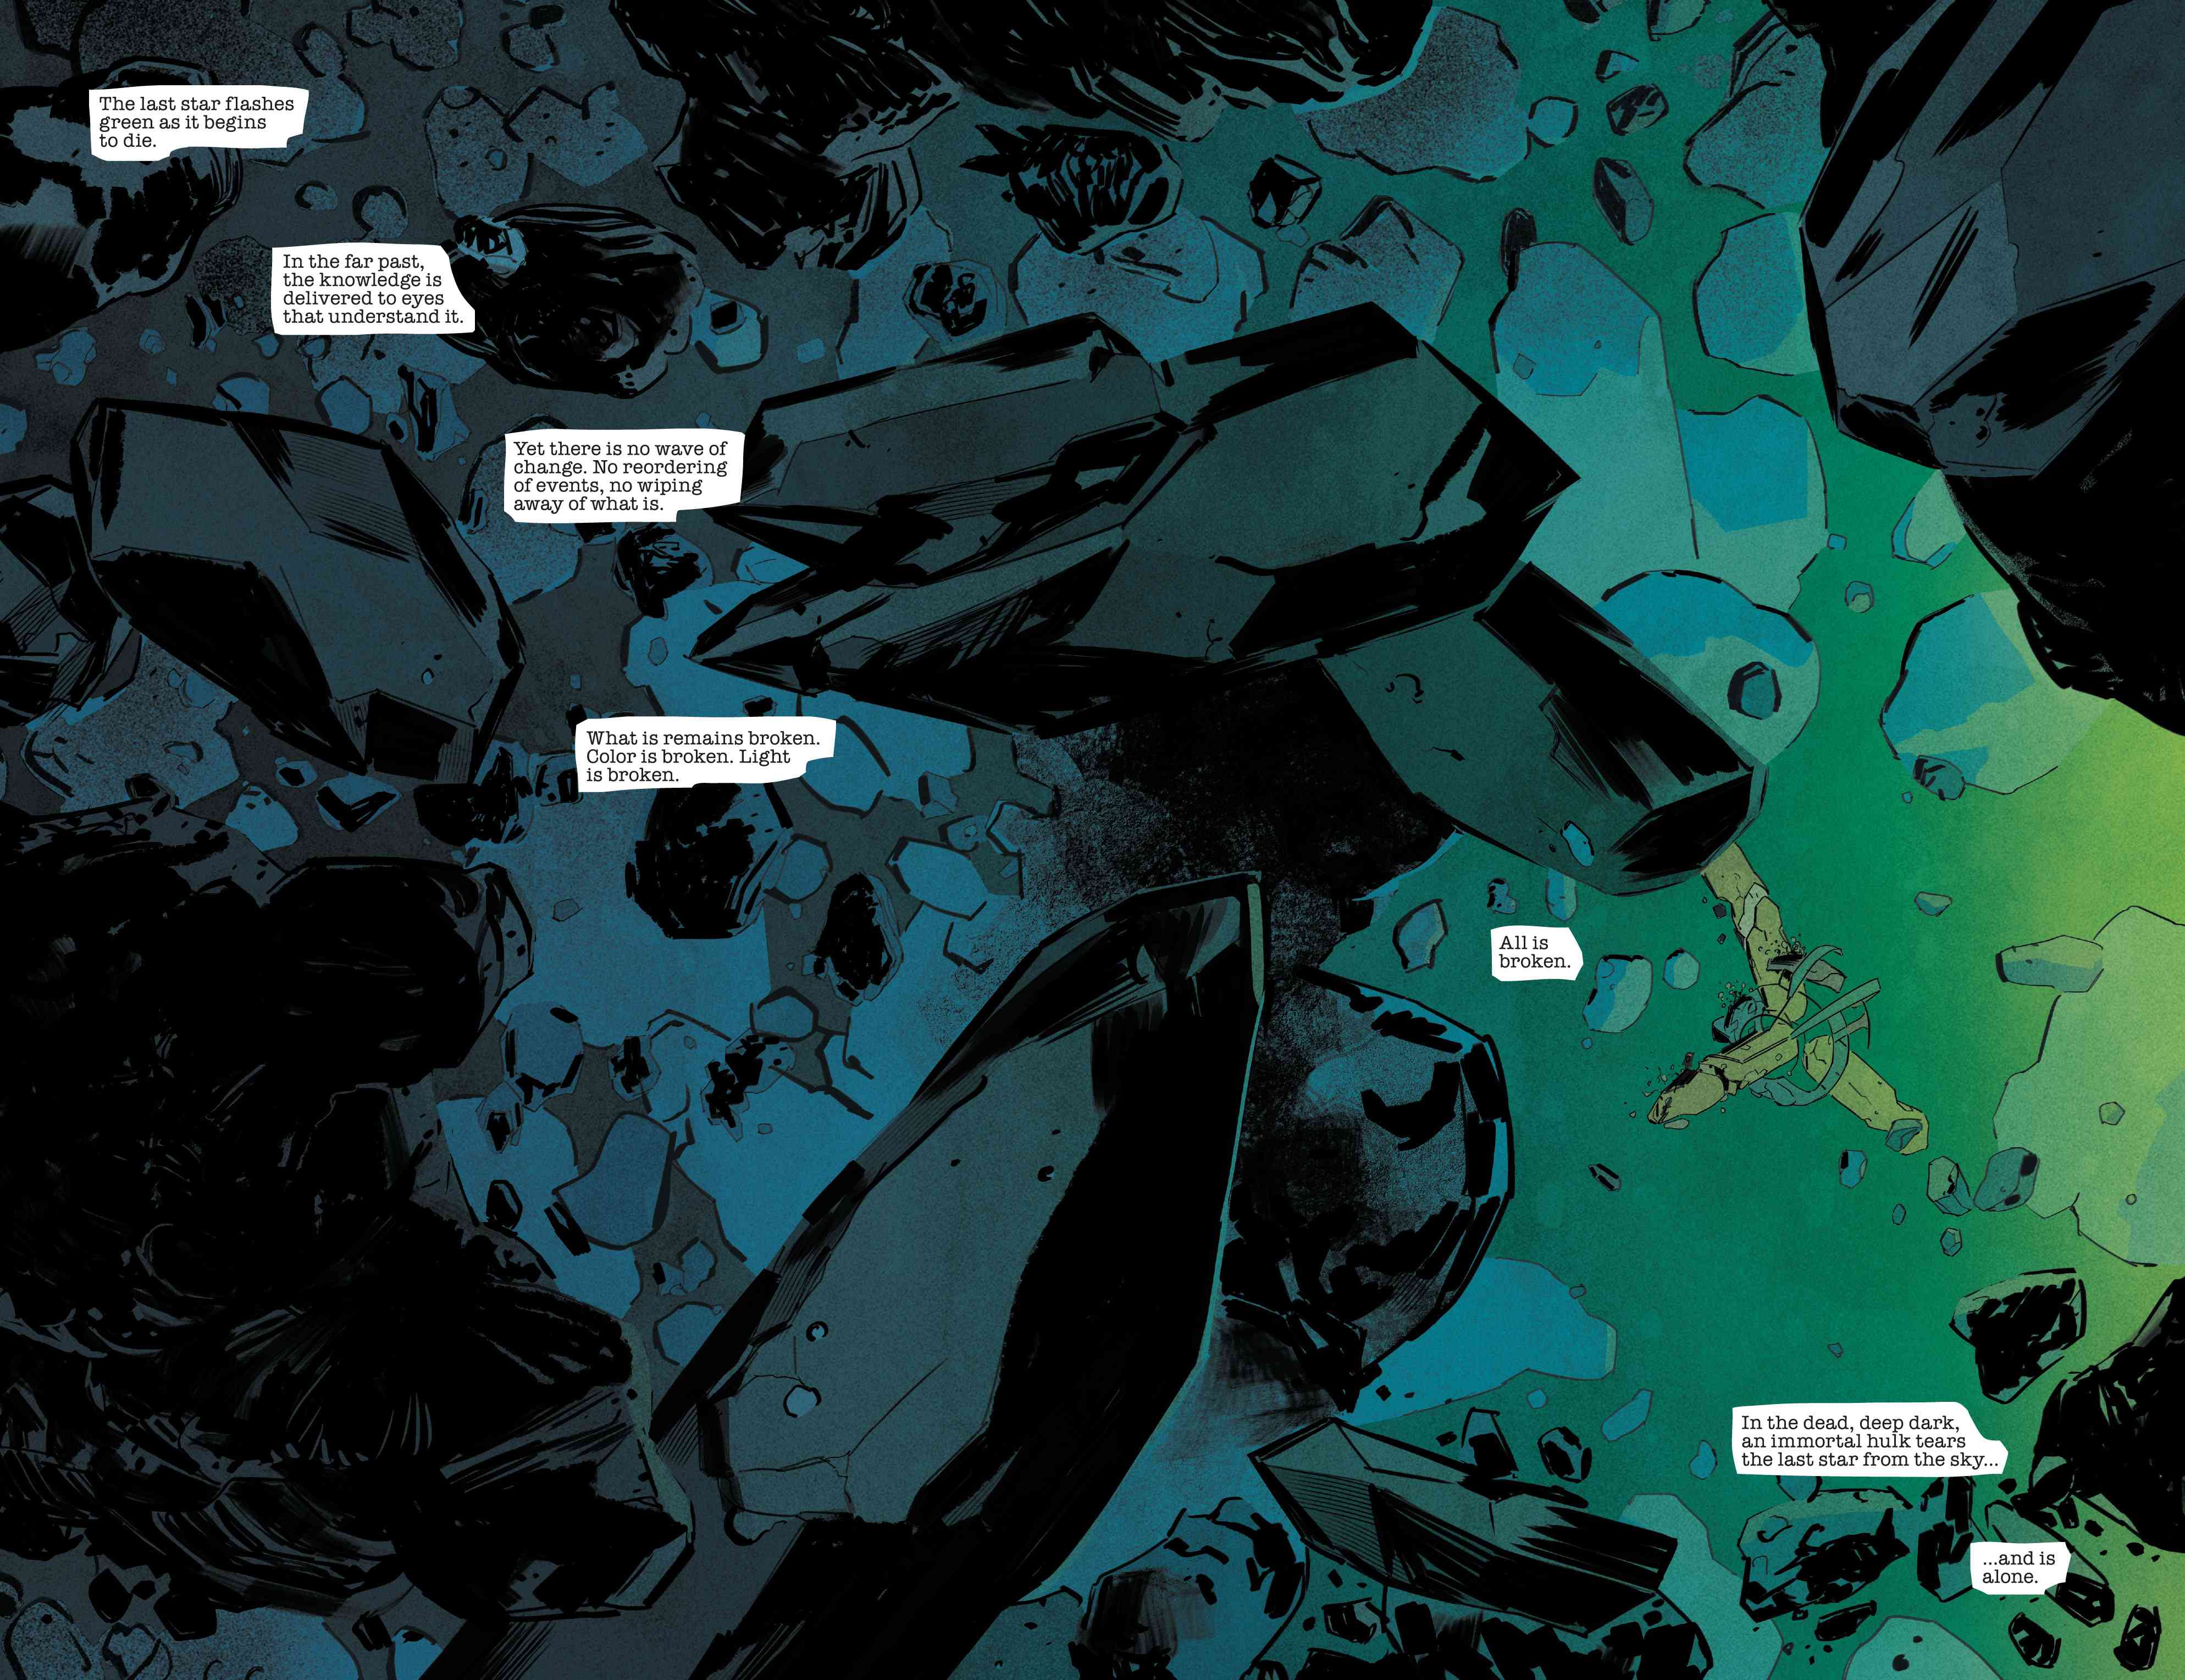 The last star flashes
green as it begins
to die.
In the far past,
the knowledge is
delivered to eyes
that understand it.
Yet there is no wave of
change. No reordering
of events, no wiping
away of what is.
What is remains broken.
Color is broken. Light
is broken.
All is
broken.
In the dead, deep dark,
an immortal hulk tears
the last star from the sky...
...and is
alone.